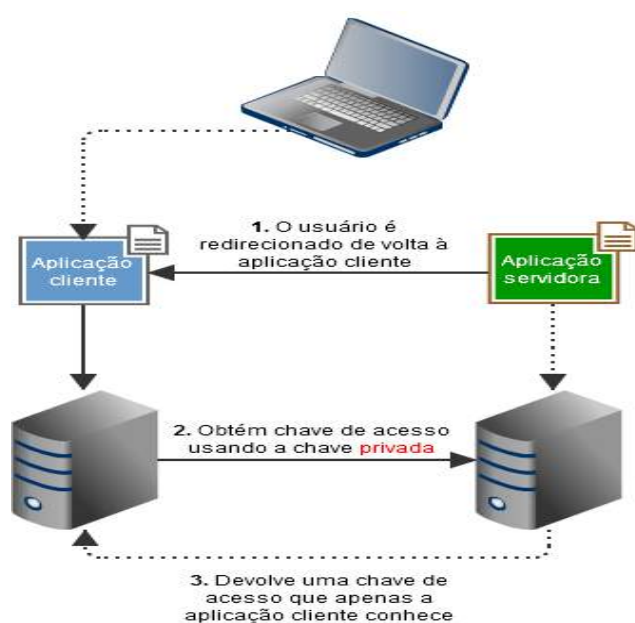 1. O usuário é
redirecionado de volta à
aplicação cliente
Aplicação
cliente
Aplicação
servidora
2. Obtém chave de acesso
usando a chave privada
3. Devolve uma chave de
acesso que apenas a
aplicação cliente conhece